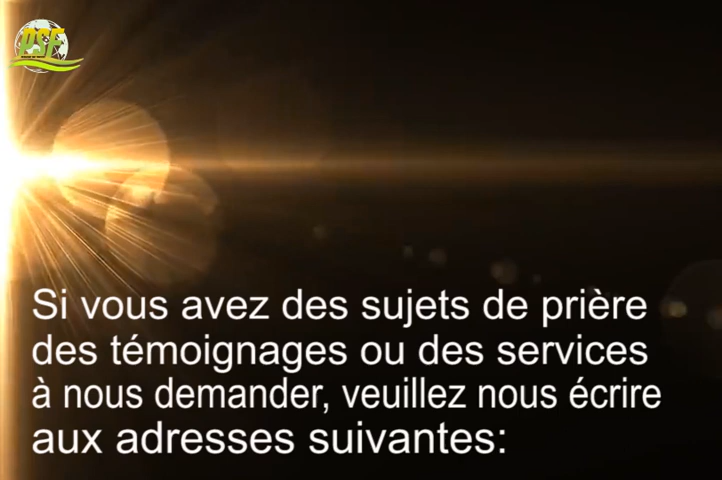 PSF
Si vous avez des sujets de prière
des témoignages ou des services
à nous demander, veuillez nous écrire
aux adresses suivantes: